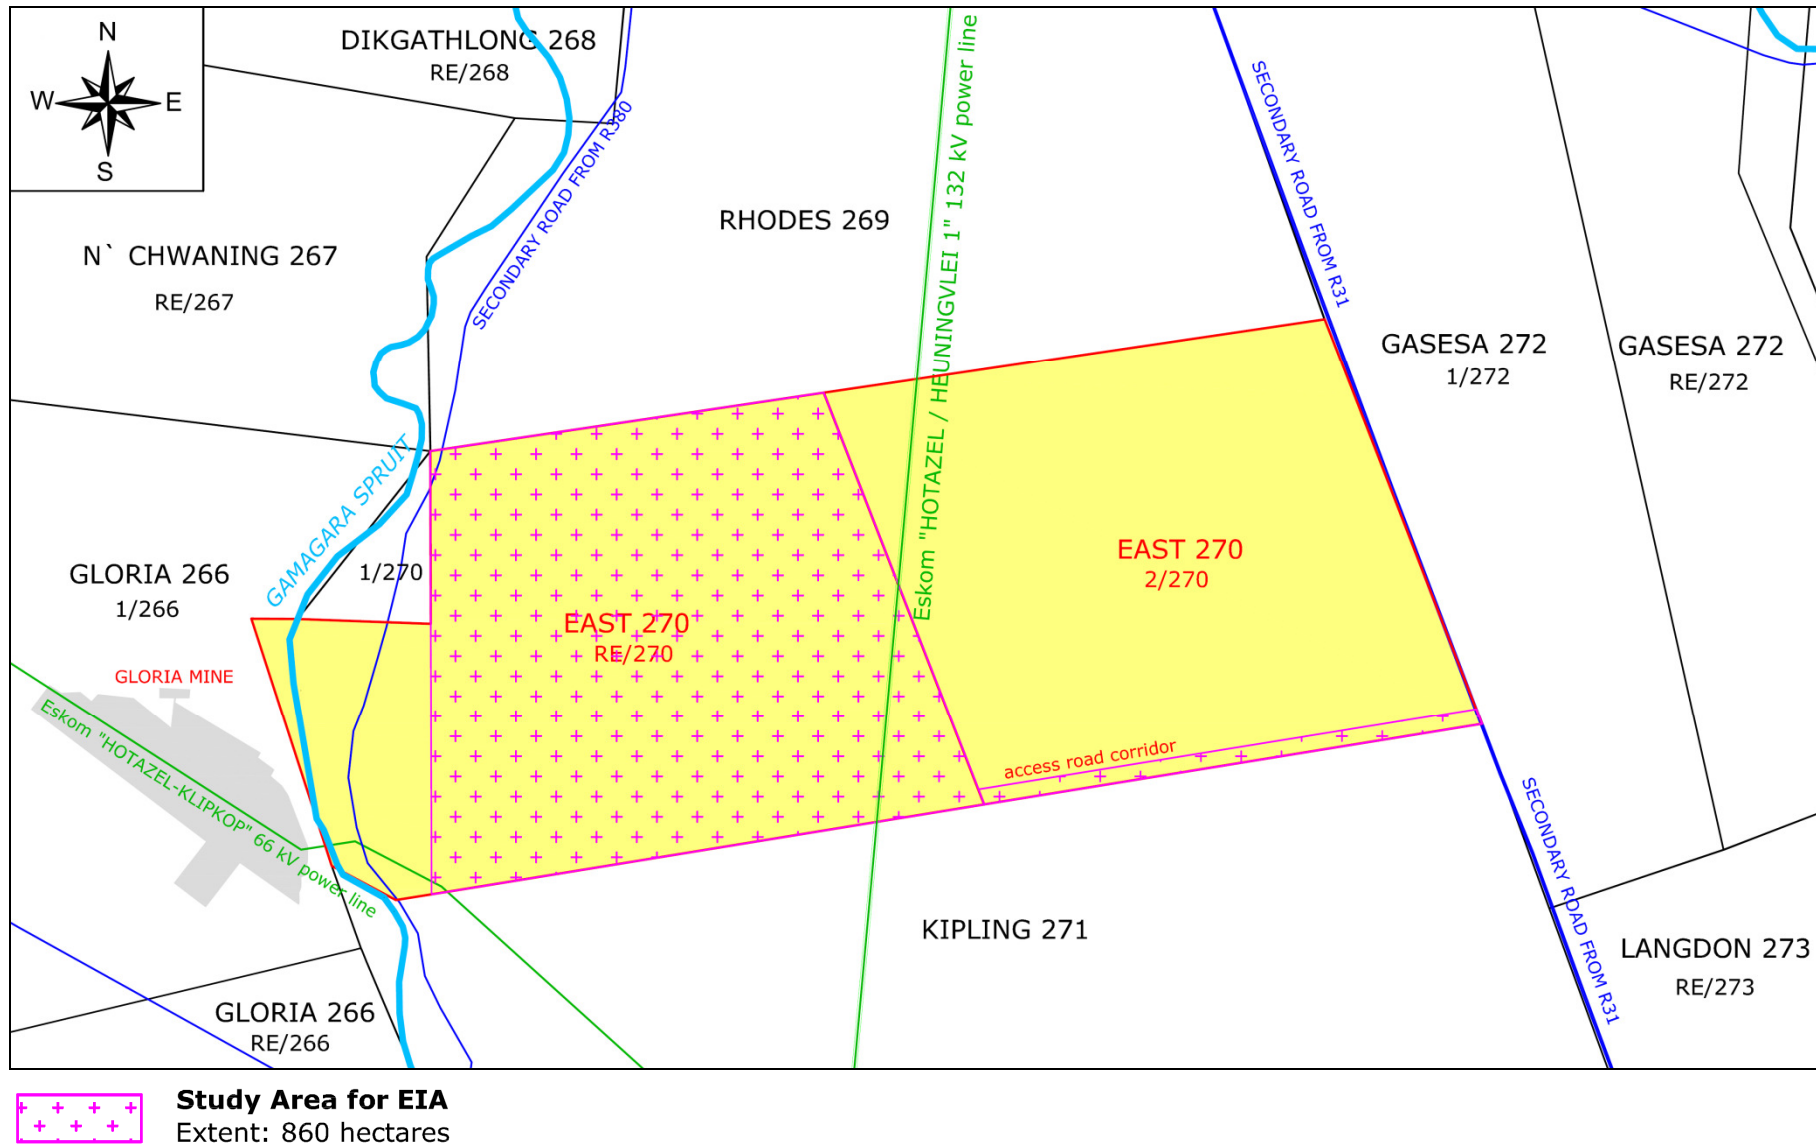 N
W E
S
DIKGATHLONG 268
RE/268
SECONDARY ROAD FROM R380
N` CHWANING 267
RE/267
RHODES 269
Eskom "HOTAZEL / HEUNINGVLEI 1" 132 kV power line
SECONDARY ROAD FROM R31
GASESA 272
1/272
GASESA 272
RE/272
GAMAGARA SPRUIT
GLORIA 266
1/266
1/270
EAST 270
RE/270
EAST 270
2/270
GLORIA MINE
Eskom "HOTAZEL-KLIPKOP" 66 kV power line
access road corridor
SECONDARY ROAD FROM R31
KIPLING 271
LANGDON 273
RE/273
GLORIA 266
RE/266
Study Area for EIA
Extent: 860 hectares